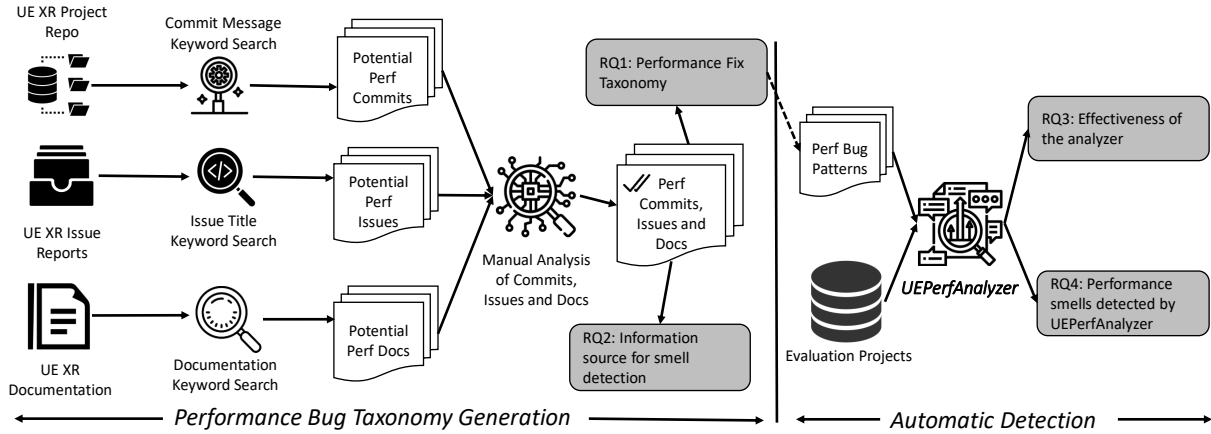 UE XR Project
Repo
Commit Message
Keyword Search
Potential
Perf
Commits
UE XR Issue
Reports
Issue Title
Keyword Search
Potential
Perf
Issues
UE XR
Documentation
Documentation
Keyword Search
Potential
Perf Docs
Manual Analysis
of Commits,
Issues and Docs
RQ1: Performance Fix
Taxonomy
Perf
Commits,
Issues and
Docs
RQ2: Information
source for smell
detection
Performance Bug Taxonomy Generation
Perf Bug
Patterns
Evaluation Projects
UEPerfAnalyzer
RQ3: Effectiveness of
the analyzer
RQ4: Performance
smells detected by
UEPerfAnalyzer
Automatic Detection